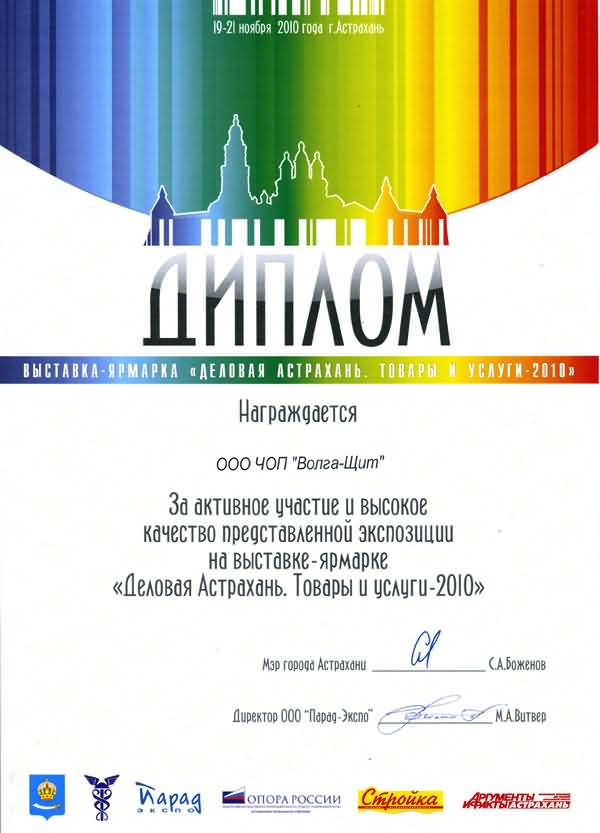 19-21 ноября 2010 года г.Астрахань
ДИПЛОМ
ВЫСТАВКА-ЯРМАРКА «ДЕЛОВАЯ АСТРАХАНЬ. ТОВАРЫ И УСЛУГИ-2010»
Награждается
ООО ЧОП "Волга-Щит"
За активное участие и высокое
качество представленной экспозиции
на выставке-ярмарке
«Деловая Астрахань. Товары и услуги-2010»
Мэр города Астрахани С.А.Боженов
Директор ООО "Парад-Экспо" М.А.Витвер
Парад
экспо
ОПОРА РОССИИ
Стройка
АРГУМЕНТЫ
И ФАКТЫ АСТРАХАНЬ